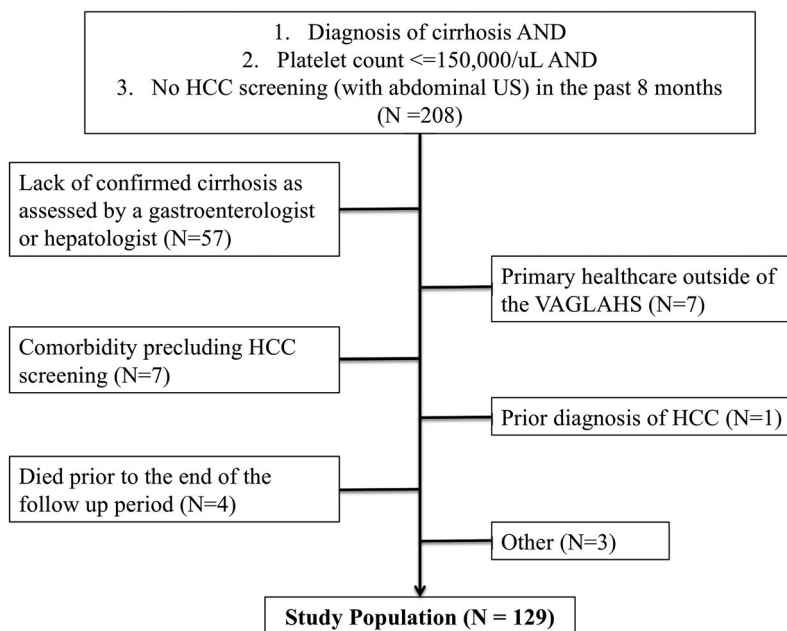 1. Diagnosis of cirrhosis AND
2. Platelet count <=150,000/uL AND
3. No HCC screening (with abdominal US) in the past 8 months
(N =208)
Lack of confirmed cirrhosis as
assessed by a gastroenterologist
or hepatologist (N=57)
Primary healthcare outside of
the VAGLAHS (N=7)
Comorbidity precluding HCC
screening (N=7)
Prior diagnosis of HCC (N=1)
Died prior to the end of the
follow up period (N=4)
Other (N=3)
Study Population (N = 129)